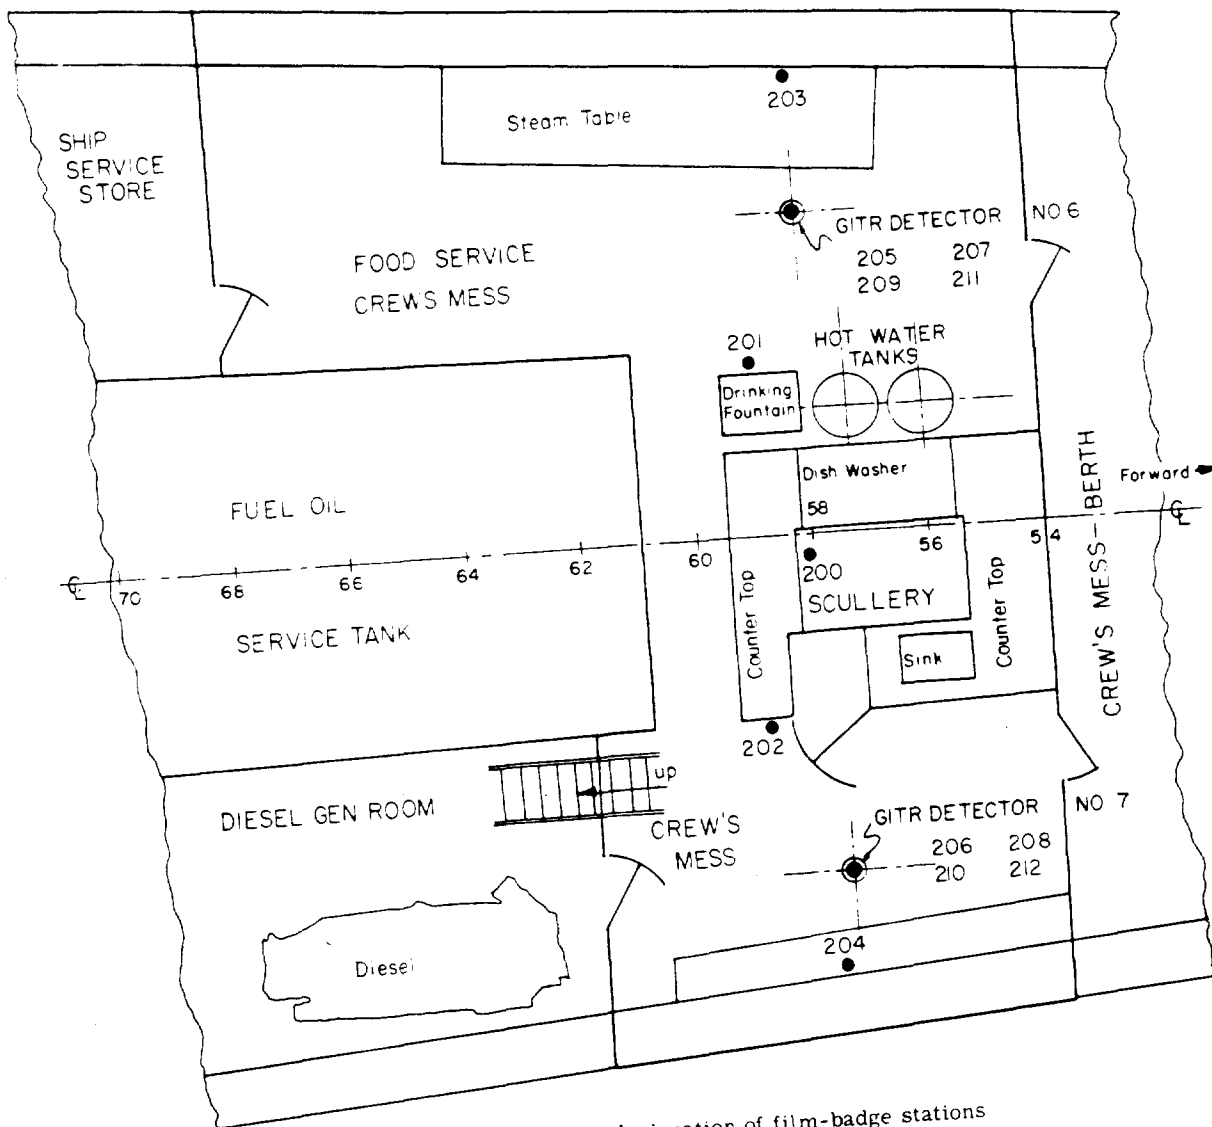 203
Steam Table
SHIP
SERVICE
STORE
GITR DETECTOR
NO 6
205 207
209 211
FOOD SERVICE
CREW'S MESS
201
HOT WATER
TANKS
Drinking
Fountain
Dish Washer
CREW'S MESS-BERTH
Forward
FUEL OIL
58
56
54
60
62
64
66
68
70
℄
℄
200
SCULLERY
Counter Top
Counter Top
SERVICE TANK
Sink
202
up
DIESEL GEN ROOM
CREW'S
MESS
GITR DETECTOR
NO 7
206 208
210 212
204
Diesel
location of film-badge stations